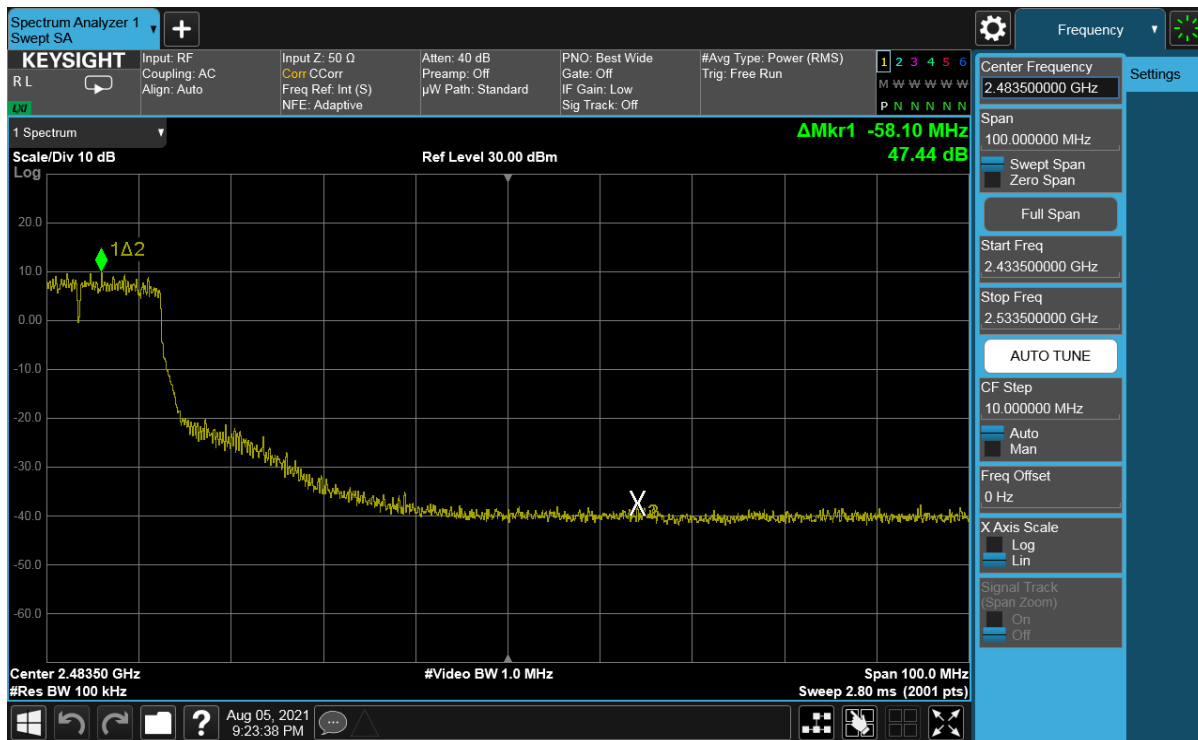 Spectrum Analyzer 1
Swept SA
+
Frequency
KEYSIGHT
R L
LXI
Input: RF
Coupling: AC
Align: Auto
Input Z: 50 Ω
Corr CCorr
Freq Ref: Int (S)
NFE: Adaptive
Atten: 40 dB
Preamp: Off
µW Path: Standard
PNO: Best Wide
Gate: Off
IF Gain: Low
Sig Track: Off
#Avg Type: Power (RMS)
Trig: Free Run
1 2 3 4 5 6
M W W W W W
P N N N N N
1 Spectrum
ΔMkr1 -58.10 MHz
47.44 dB
Scale/Div 10 dB
Ref Level 30.00 dBm
Log
20.0
10.0
0.00
-10.0
-20.0
-30.0
-40.0
-50.0
-60.0
1Δ2
X2
Center 2.48350 GHz
#Video BW 1.0 MHz
Span 100.0 MHz
#Res BW 100 kHz
Sweep 2.80 ms (2001 pts)
Center Frequency
2.483500000 GHz
Settings
Span
100.000000 MHz
Swept Span
Zero Span
Full Span
Start Freq
2.433500000 GHz
Stop Freq
2.533500000 GHz
AUTO TUNE
CF Step
10.000000 MHz
Auto
Man
Freq Offset
0 Hz
X Axis Scale
Log
Lin
Signal Track
(Span Zoom)
On
Off
?
Aug 05, 2021
9:23:38 PM